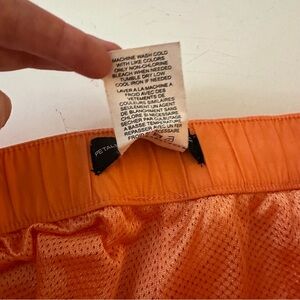 MACHINE WASH COLD
WITH LIKE COLORS
ONLY NON-CHLORINE
BLEACH WHEN NEEDED
TUMBLE DRY LOW
COOL IRON IF NEEDED
LAVER A LA MACHINE A
FROID AVEC DES
VETEMENTS DE
COULEURS SIMILAIRES
SEULEMENT UN AGENT
DE BLANCHIMENT SANS
CHLORE SI NECESSAIRE
SECHER PAR CULBUTAGE
A BASSE TEMPERATURE
REPASSER AVEC UN FER
FROID SI NECESSAIRE
PETAL